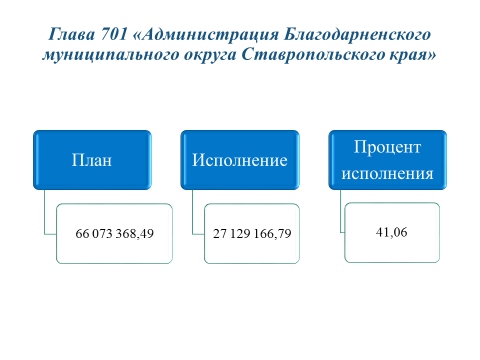 Глава 701 «Администрация Благодарненского
муниципального округа Ставропольского края»
План
Исполнение
Процент
исполнения
66 073 368,49
27 129 166,79
41,06